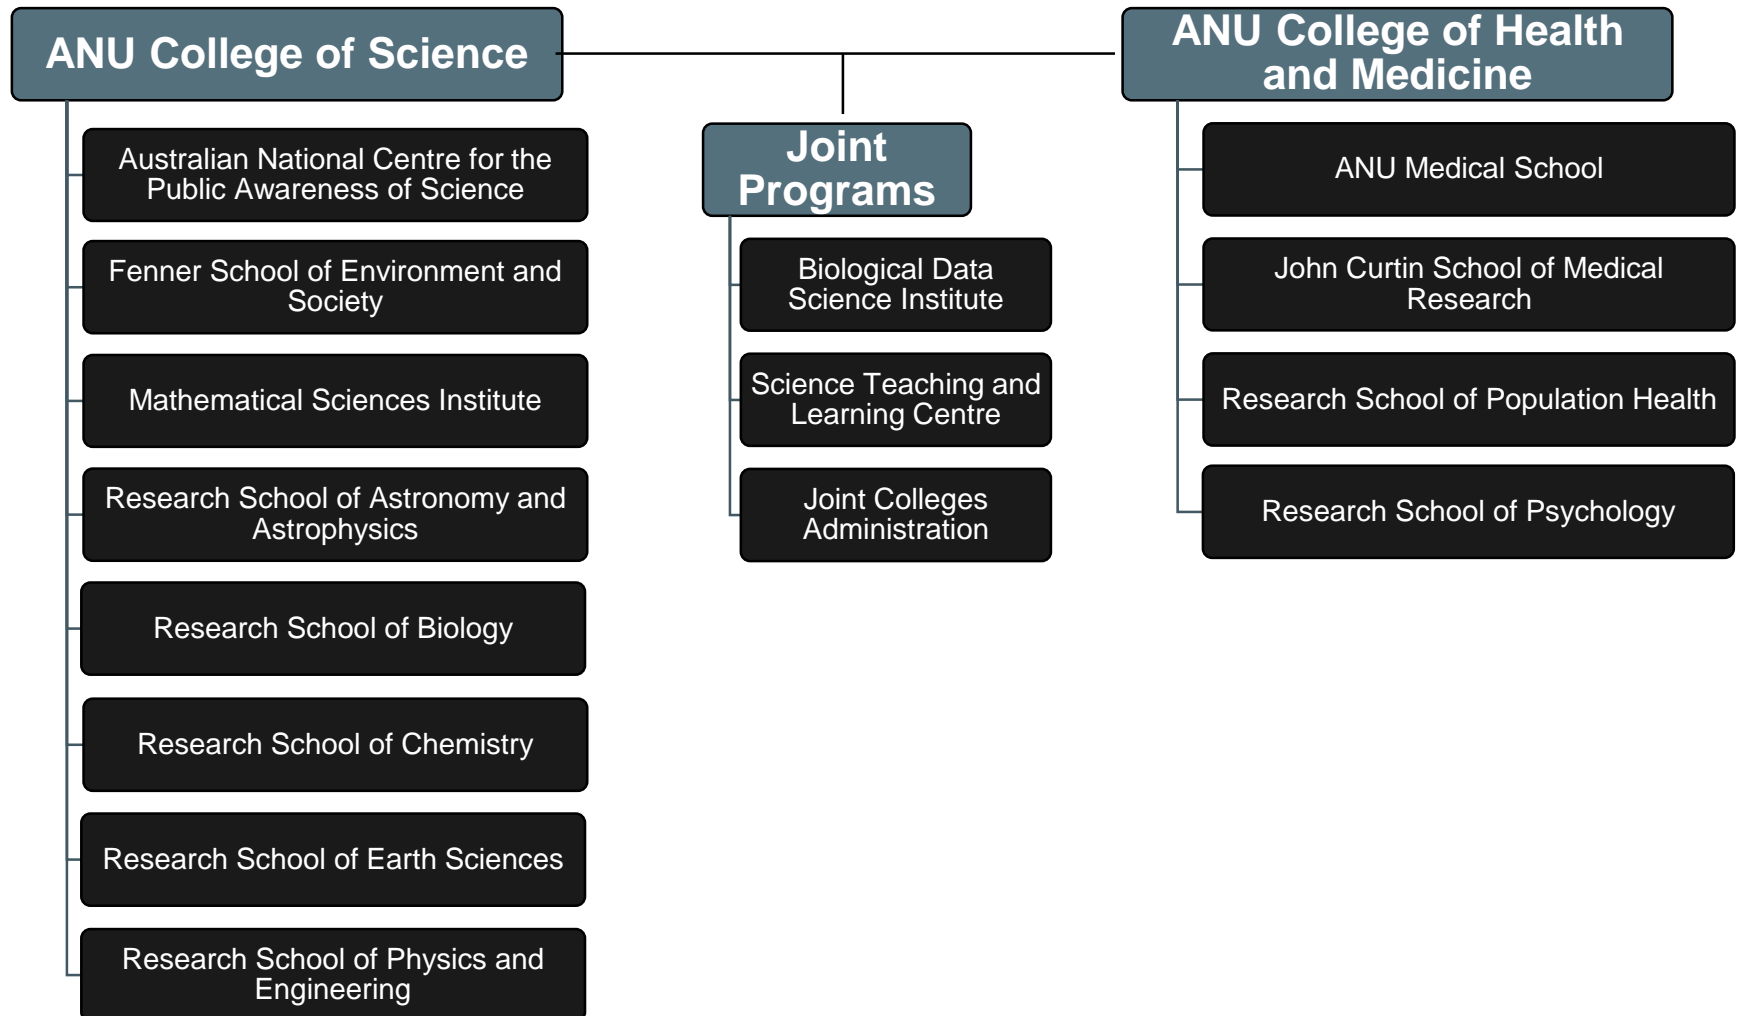 ANU College of Science
Australian National Centre for the
Public Awareness of Science
Fenner School of Environment and
Society
Mathematical Sciences Institute
Research School of Astronomy and
Astrophysics
Research School of Biology
Research School of Chemistry
Research School of Earth Sciences
Research School of Physics and
Engineering
Joint
Programs
Biological Data
Science Institute
Science Teaching and
Learning Centre
Joint Colleges
Administration
ANU College of Health
and Medicine
ANU Medical School
John Curtin School of Medical
Research
Research School of Population Health
Research School of Psychology